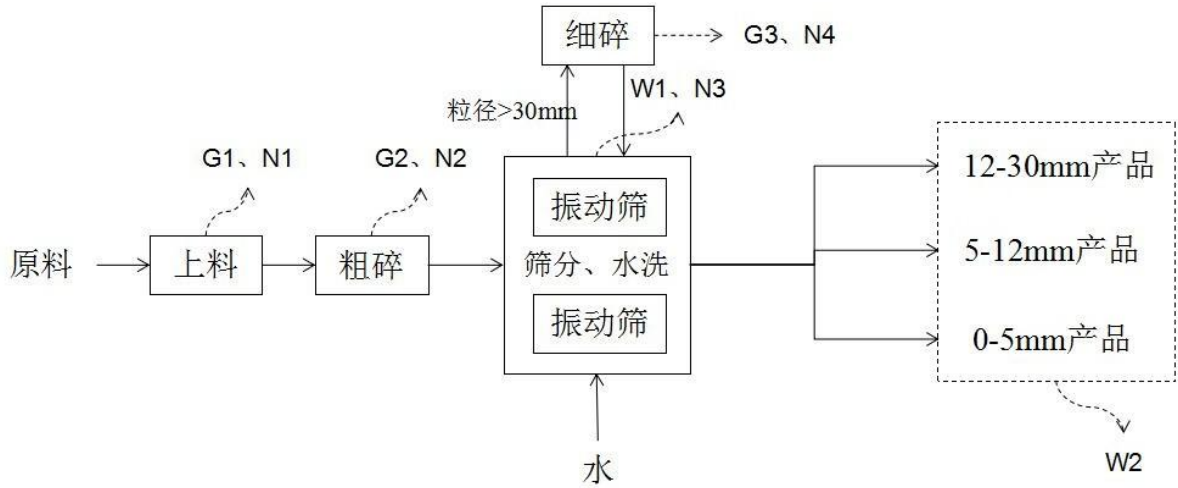 细碎
G3、N4
W1、N3
粒径>30mm
G1、N1
G2、N2
12-30mm产品
振动筛
原料
上料
粗碎
筛分、水洗
5-12mm产品
振动筛
0-5mm产品
水
W2